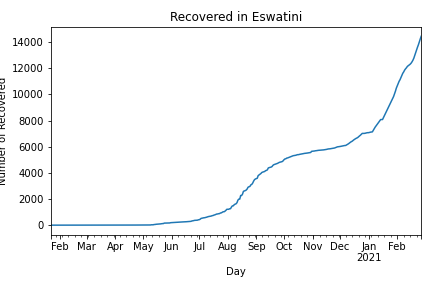 Recovered in Eswatini
Number of Recovered
14000
12000
10000
8000
6000
4000
2000
0
Feb Mar Apr May Jun Jul Aug Sep Oct Nov Dec Jan Feb
2021
Day